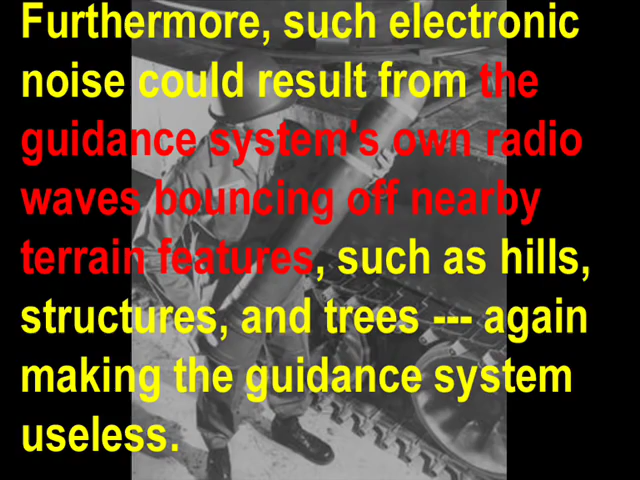 Furthermore, such electronic
noise could result from the
guidance system's own radio
waves bouncing off nearby
terrain features, such as hills,
structures, and trees --- again
making the guidance system
useless.